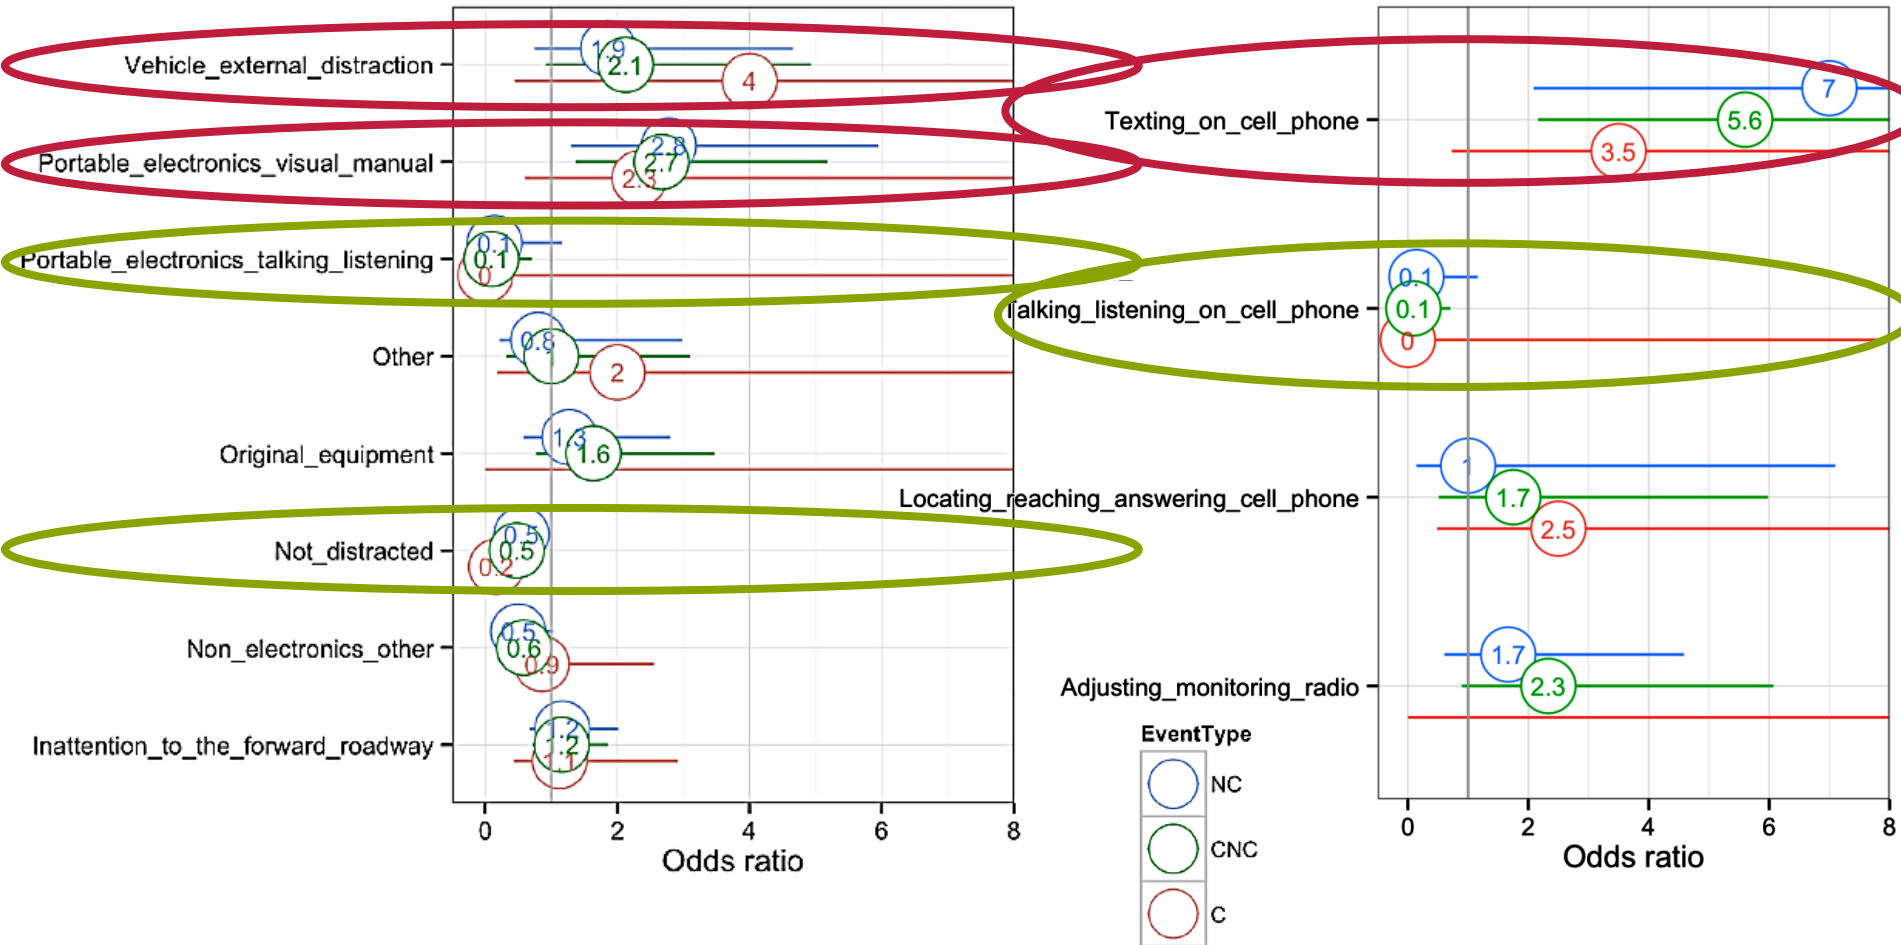 Vehicle_external_distraction
1.9
2.1
4
Portable_electronics_visual_manual
2.8
2.7
2.3
Portable_electronics_talking_listening
0.1
0.1
0
Other
0.8
1
2
Original_equipment
1.3
1.6
Not_distracted
0.5
0.5
0.2
Non_electronics_other
0.5
0.6
0.9
Inattention_to_the_forward_roadway
1.2
1.2
1.1
0 2 4 6 8
Odds ratio
Texting_on_cell_phone
7
5.6
3.5
Talking_listening_on_cell_phone
0.1
0.1
0
Locating_reaching_answering_cell_phone
1
1.7
2.5
Adjusting_monitoring_radio
1.7
2.3
0 2 4 6 8
Odds ratio
EventType
NC
CNC
C